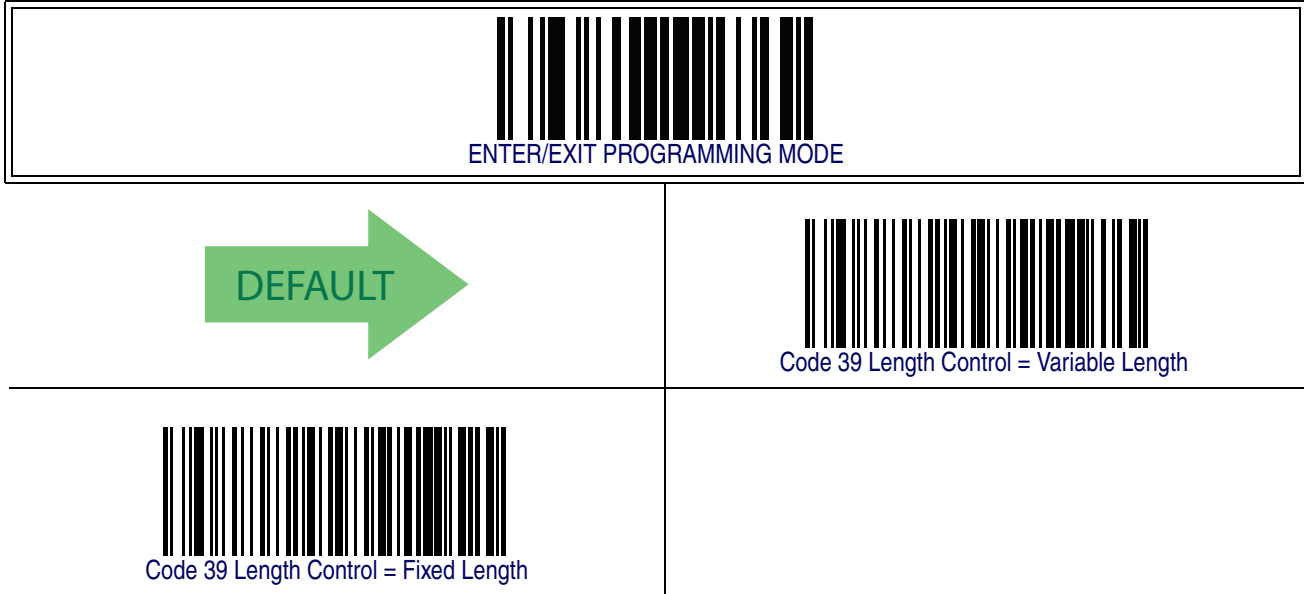 ENTER/EXIT PROGRAMMING MODE
DEFAULT
Code 39 Length Control = Variable Length
Code 39 Length Control = Fixed Length